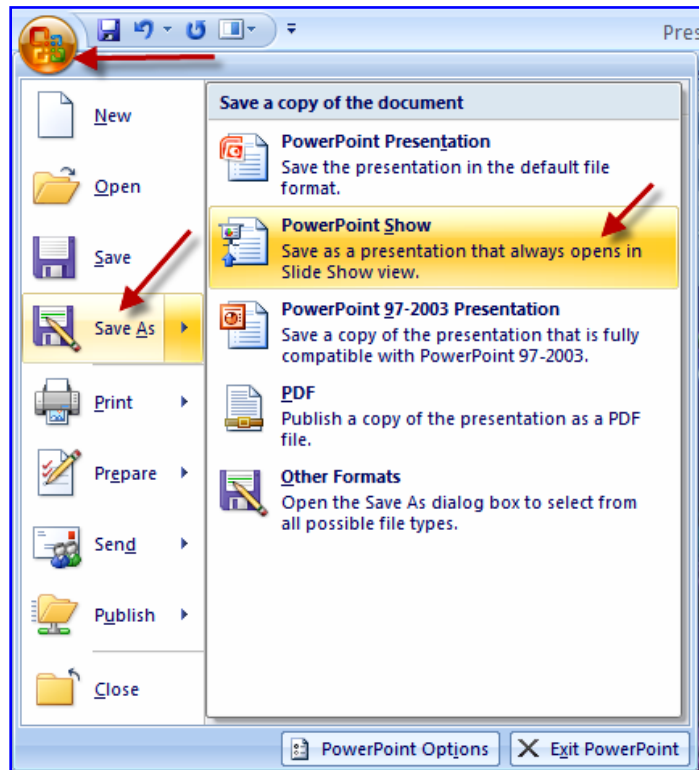 Pres
New
Open
Save
Save As
Print
Prepare
Send
Publish
Close
Save a copy of the document
PowerPoint Presentation
Save the presentation in the default file
format.
PowerPoint Show
Save as a presentation that always opens in
Slide Show view.
PowerPoint 97-2003 Presentation
Save a copy of the presentation that is fully
compatible with PowerPoint 97-2003.
PDF
Publish a copy of the presentation as a PDF
file.
Other Formats
Open the Save As dialog box to select from
all possible file types.
PowerPoint Options
Exit PowerPoint